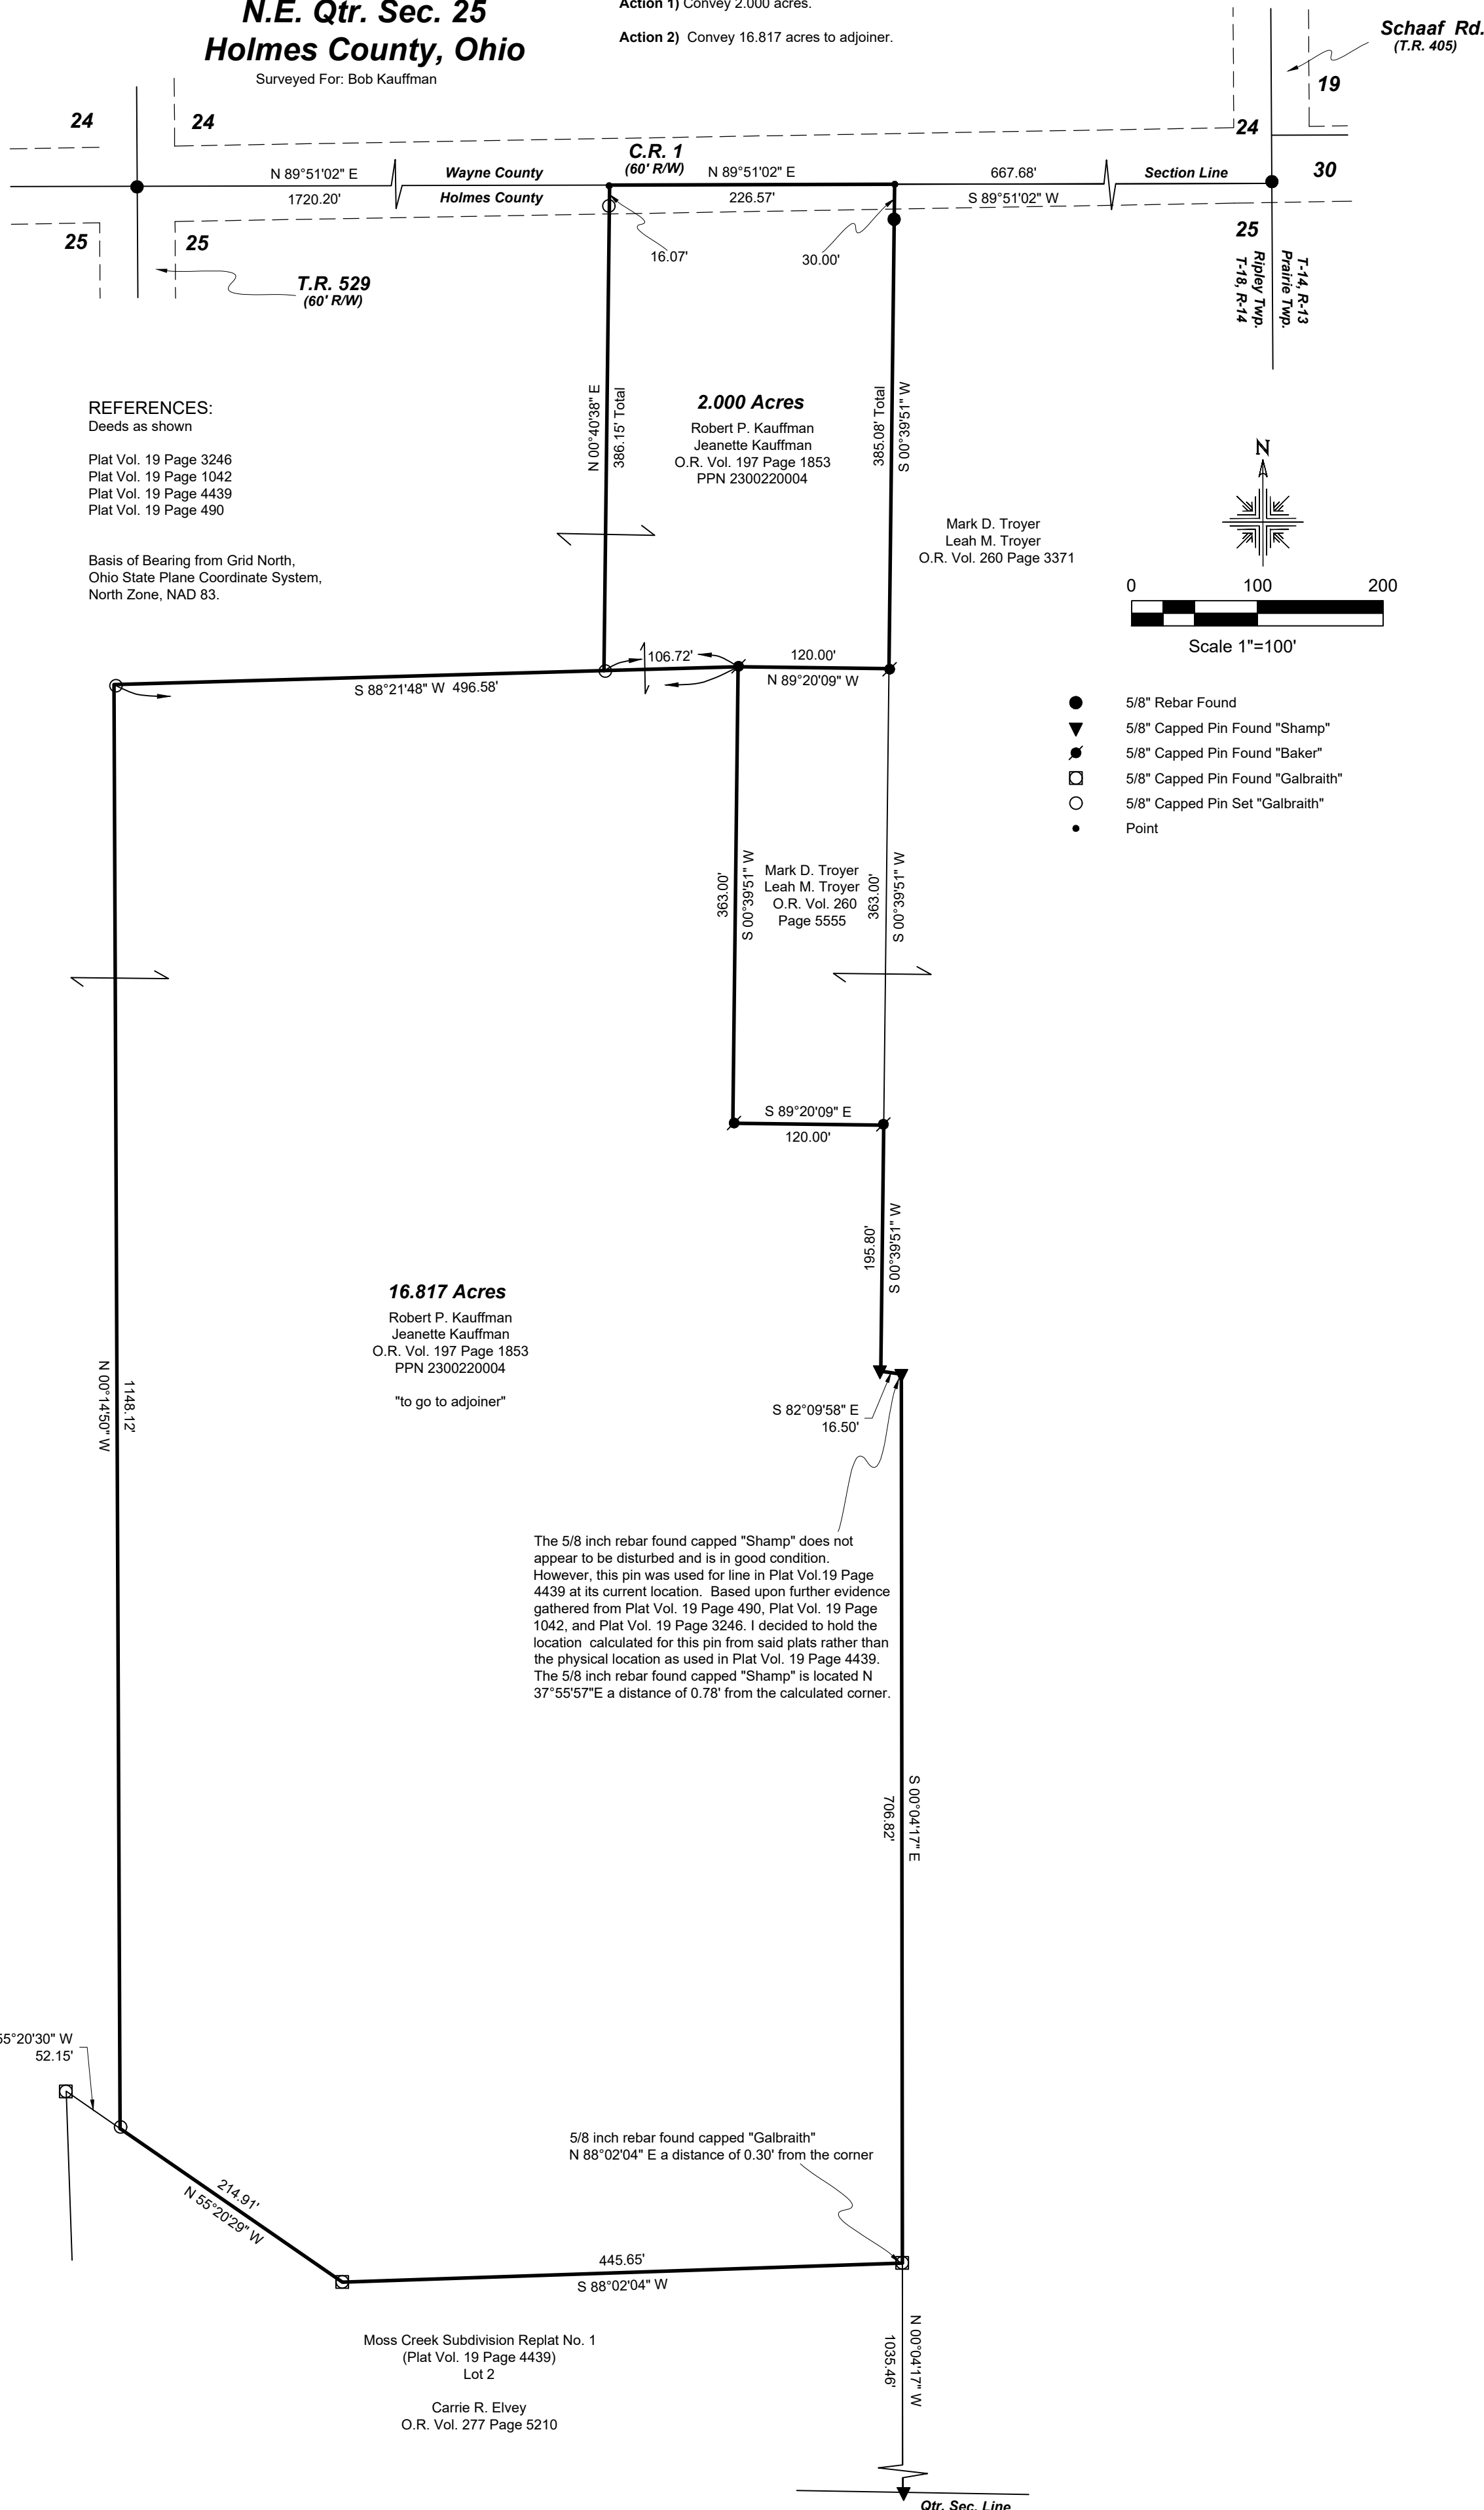 N.E. Qtr. Sec. 25
Holmes County, Ohio
Surveyed For: Bob Kauffman
Action 1) Convey 2.000 acres.
Action 2) Convey 16.817 acres to adjoiner.
Schaaf Rd.
(T.R. 405)
19
24
24
24
30
C.R. 1
(60' R/W)
N 89°51'02" E
1720.20'
Wayne County
Holmes County
N 89°51'02" E
226.57'
667.68'
S 89°51'02" W
Section Line
25
25
25
16.07'
30.00'
T.R. 529
(60' R/W)
T-18, R-14
Ripley Twp.
Prairie Twp.
T-14, R-13
REFERENCES:
Deeds as shown
Plat Vol. 19 Page 3246
Plat Vol. 19 Page 1042
Plat Vol. 19 Page 4439
Plat Vol. 19 Page 490
Basis of Bearing from Grid North,
Ohio State Plane Coordinate System,
North Zone, NAD 83.
N 00°40'38" E
386.15' Total
2.000 Acres
Robert P. Kauffman
Jeanette Kauffman
O.R. Vol. 197 Page 1853
PPN 2300220004
385.08' Total
S 00°39'51" W
Mark D. Troyer
Leah M. Troyer
O.R. Vol. 260 Page 3371
N
0 100 200
Scale 1"=100'
5/8" Rebar Found
5/8" Capped Pin Found "Shamp"
5/8" Capped Pin Found "Baker"
5/8" Capped Pin Found "Galbraith"
5/8" Capped Pin Set "Galbraith"
Point
106.72'
120.00'
N 89°20'09" W
S 88°21'48" W 496.58'
363.00'
S 00°39'51" W
Mark D. Troyer
Leah M. Troyer
O.R. Vol. 260
Page 5555
363.00'
S 00°39'51" W
S 89°20'09" E
120.00'
195.80'
S 00°39'51" W
16.817 Acres
Robert P. Kauffman
Jeanette Kauffman
O.R. Vol. 197 Page 1853
PPN 2300220004
"to go to adjoiner"
N 00°14'50" W
1148.12'
S 82°09'58" E
16.50'
The 5/8 inch rebar found capped "Shamp" does not
appear to be disturbed and is in good condition.
However, this pin was used for line in Plat Vol.19 Page
4439 at its current location. Based upon further evidence
gathered from Plat Vol. 19 Page 490, Plat Vol. 19 Page
1042, and Plat Vol. 19 Page 3246. I decided to hold the
location calculated for this pin from said plats rather than
the physical location as used in Plat Vol. 19 Page 4439.
The 5/8 inch rebar found capped "Shamp" is located N
37°55'57"E a distance of 0.78' from the calculated corner.
706.82'
S 00°04'17" E
55°20'30" W
52.15'
5/8 inch rebar found capped "Galbraith"
N 88°02'04" E a distance of 0.30' from the corner
214.91'
N 55°20'29" W
445.65'
S 88°02'04" W
Moss Creek Subdivision Replat No. 1
(Plat Vol. 19 Page 4439)
Lot 2
Carrie R. Elvey
O.R. Vol. 277 Page 5210
1035.46'
N 00°04'17" W
Qtr. Sec. Line